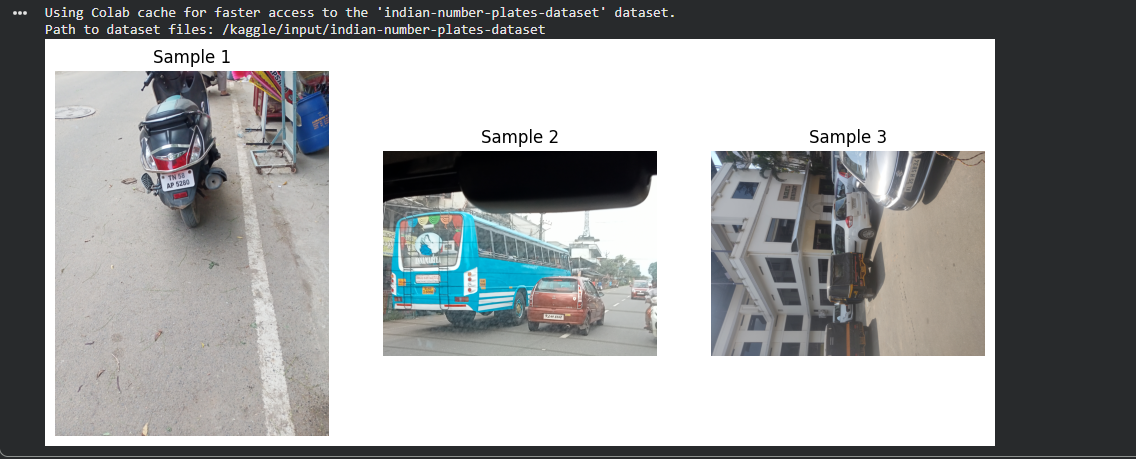 Using Colab cache for faster access to the 'indian-number-plates-dataset' dataset.
Path to dataset files: /kaggle/input/indian-number-plates-dataset
Sample 1
Sample 2
Sample 3
TN 58
AP 5280